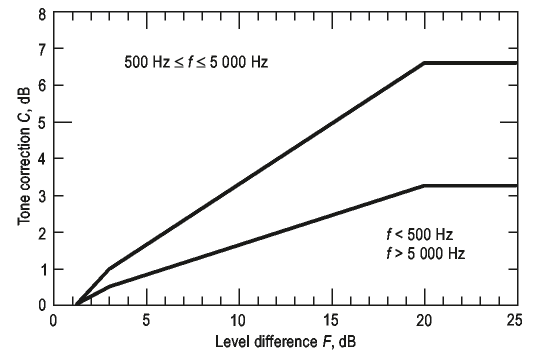 8
7
6
5
4
3
2
1
0
Tone correction C, dB
500 Hz ≤ f ≤ 5 000 Hz
f < 500 Hz
f > 5 000 Hz
0 5 10 15 20 25
Level difference F, dB